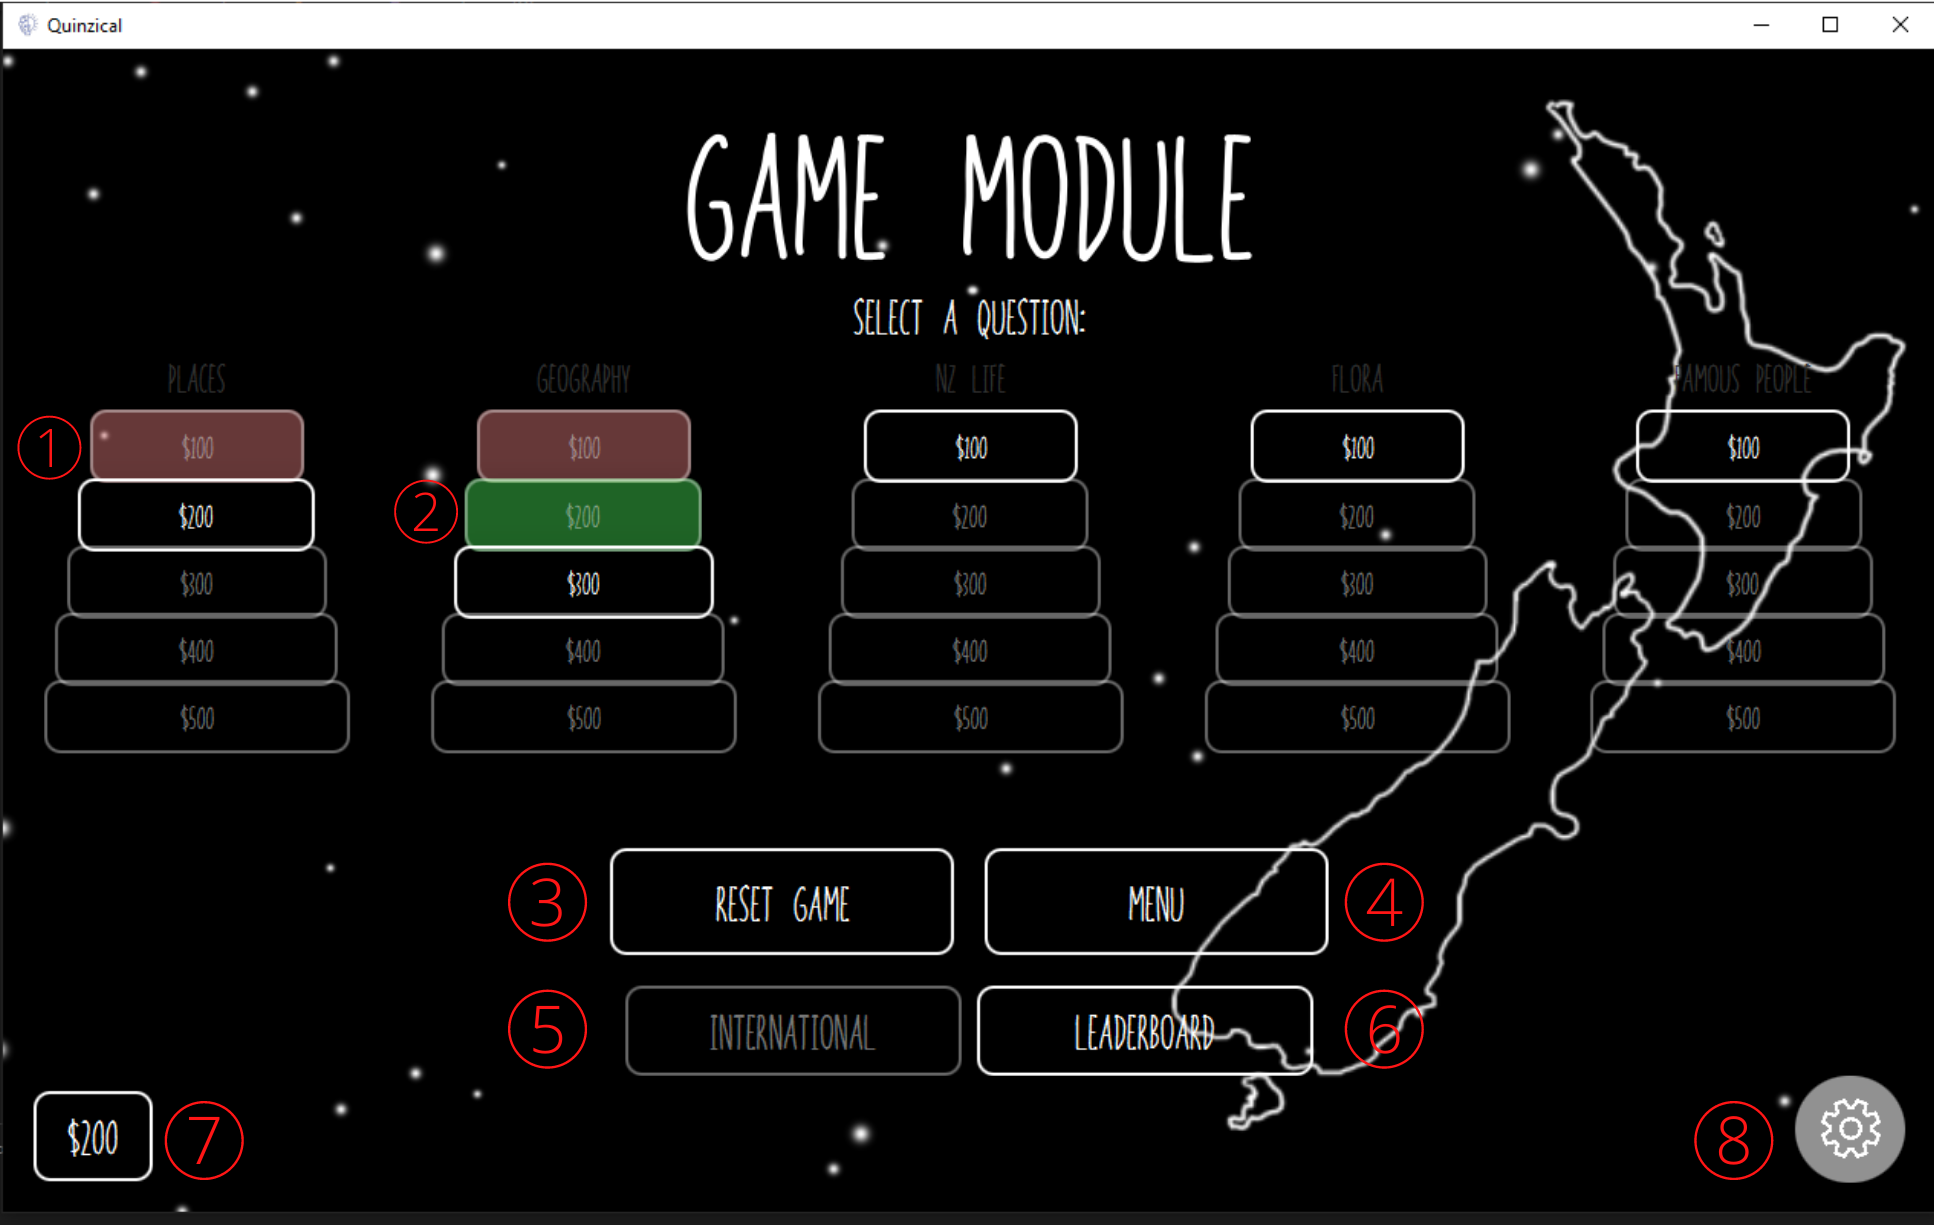 Quinzical
GAME MODULE
SELECT A QUESTION:
PLACES GEOGRAPHY NZ LIFE FLORA FAMOUS PEOPLE
1 $100 $100 $100 $100 $100
$200 2 $200 $200 $200 $200
$300 $300 $300 $300 $300
$400 $400 $400 $400 $400
$500 $500 $500 $500 $500
3 RESET GAME MENU 4
5 INTERNATIONAL LEADERBOARD 6
$200 7 8